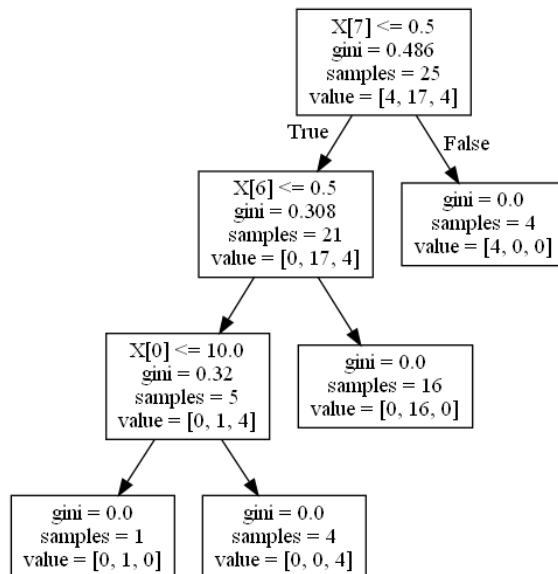 X[7] <= 0.5
gini = 0.486
samples = 25
value = [4, 17, 4]
True
False
X[6] <= 0.5
gini = 0.308
samples = 21
value = [0, 17, 4]
gini = 0.0
samples = 4
value = [4, 0, 0]
X[0] <= 10.0
gini = 0.32
samples = 5
value = [0, 1, 4]
gini = 0.0
samples = 16
value = [0, 16, 0]
gini = 0.0
samples = 1
value = [0, 1, 0]
gini = 0.0
samples = 4
value = [0, 0, 4]